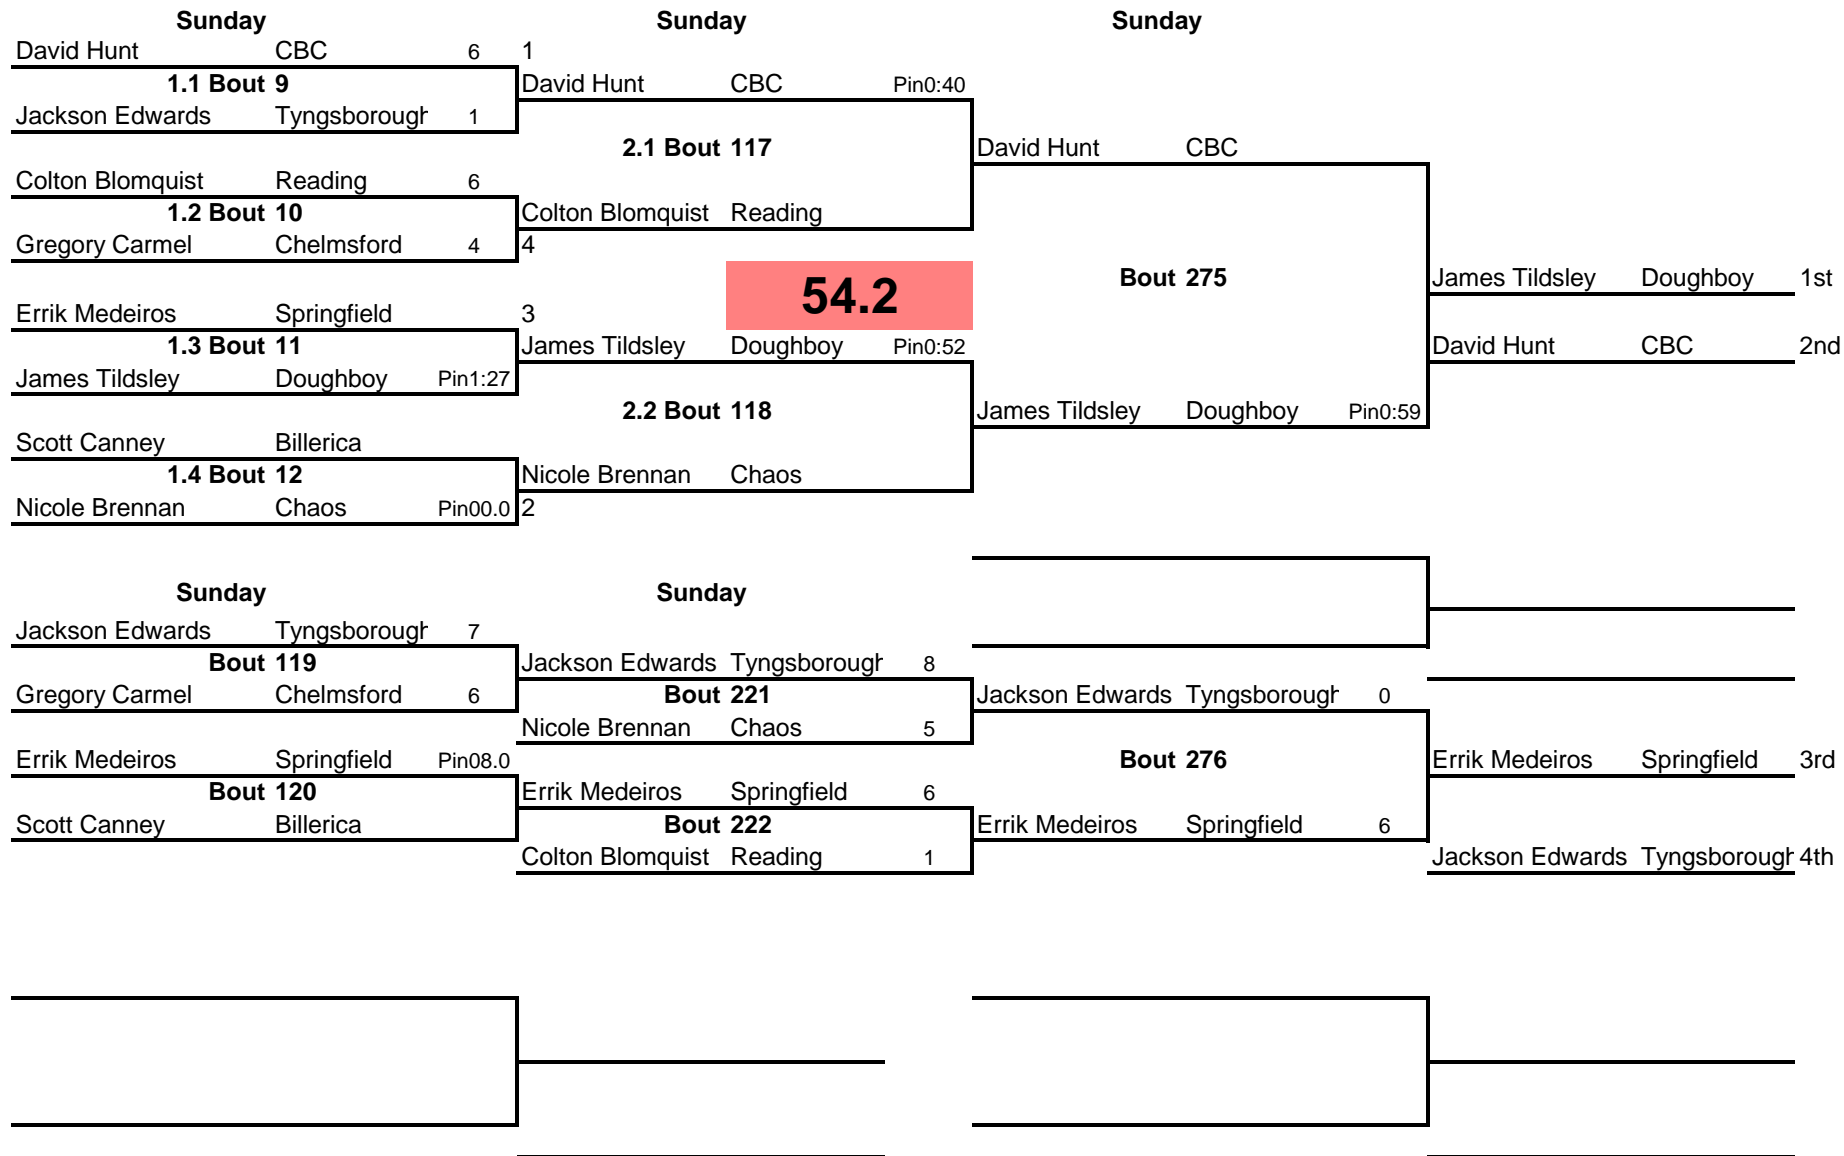 Sunday Sunday Sunday
David Hunt CBC 6 1
1.1 Bout 9 David Hunt CBC Pin0:40
Jackson Edwards Tyngsborough 1
2.1 Bout 117 David Hunt CBC
Colton Blomquist Reading 6
1.2 Bout 10 Colton Blomquist Reading
Gregory Carmel Chelmsford 4 4
Bout 275 James Tildsley Doughboy 1st
54.2
Errik Medeiros Springfield 3
1.3 Bout 11 James Tildsley Doughboy Pin0:52 David Hunt CBC 2nd
James Tildsley Doughboy Pin1:27
2.2 Bout 118 James Tildsley Doughboy Pin0:59
Scott Canney Billerica
1.4 Bout 12 Nicole Brennan Chaos
Nicole Brennan Chaos Pin00.0 2
Sunday Sunday
Jackson Edwards Tyngsborough 7
Bout 119 Jackson Edwards Tyngsborough 8
Gregory Carmel Chelmsford 6 Bout 221 Jackson Edwards Tyngsborough 0
Nicole Brennan Chaos 5
Errik Medeiros Springfield Pin08.0 Bout 276 Errik Medeiros Springfield 3rd
Bout 120 Errik Medeiros Springfield 6
Scott Canney Billerica Bout 222 Errik Medeiros Springfield 6
Colton Blomquist Reading 1 Jackson Edwards Tyngsborough 4th